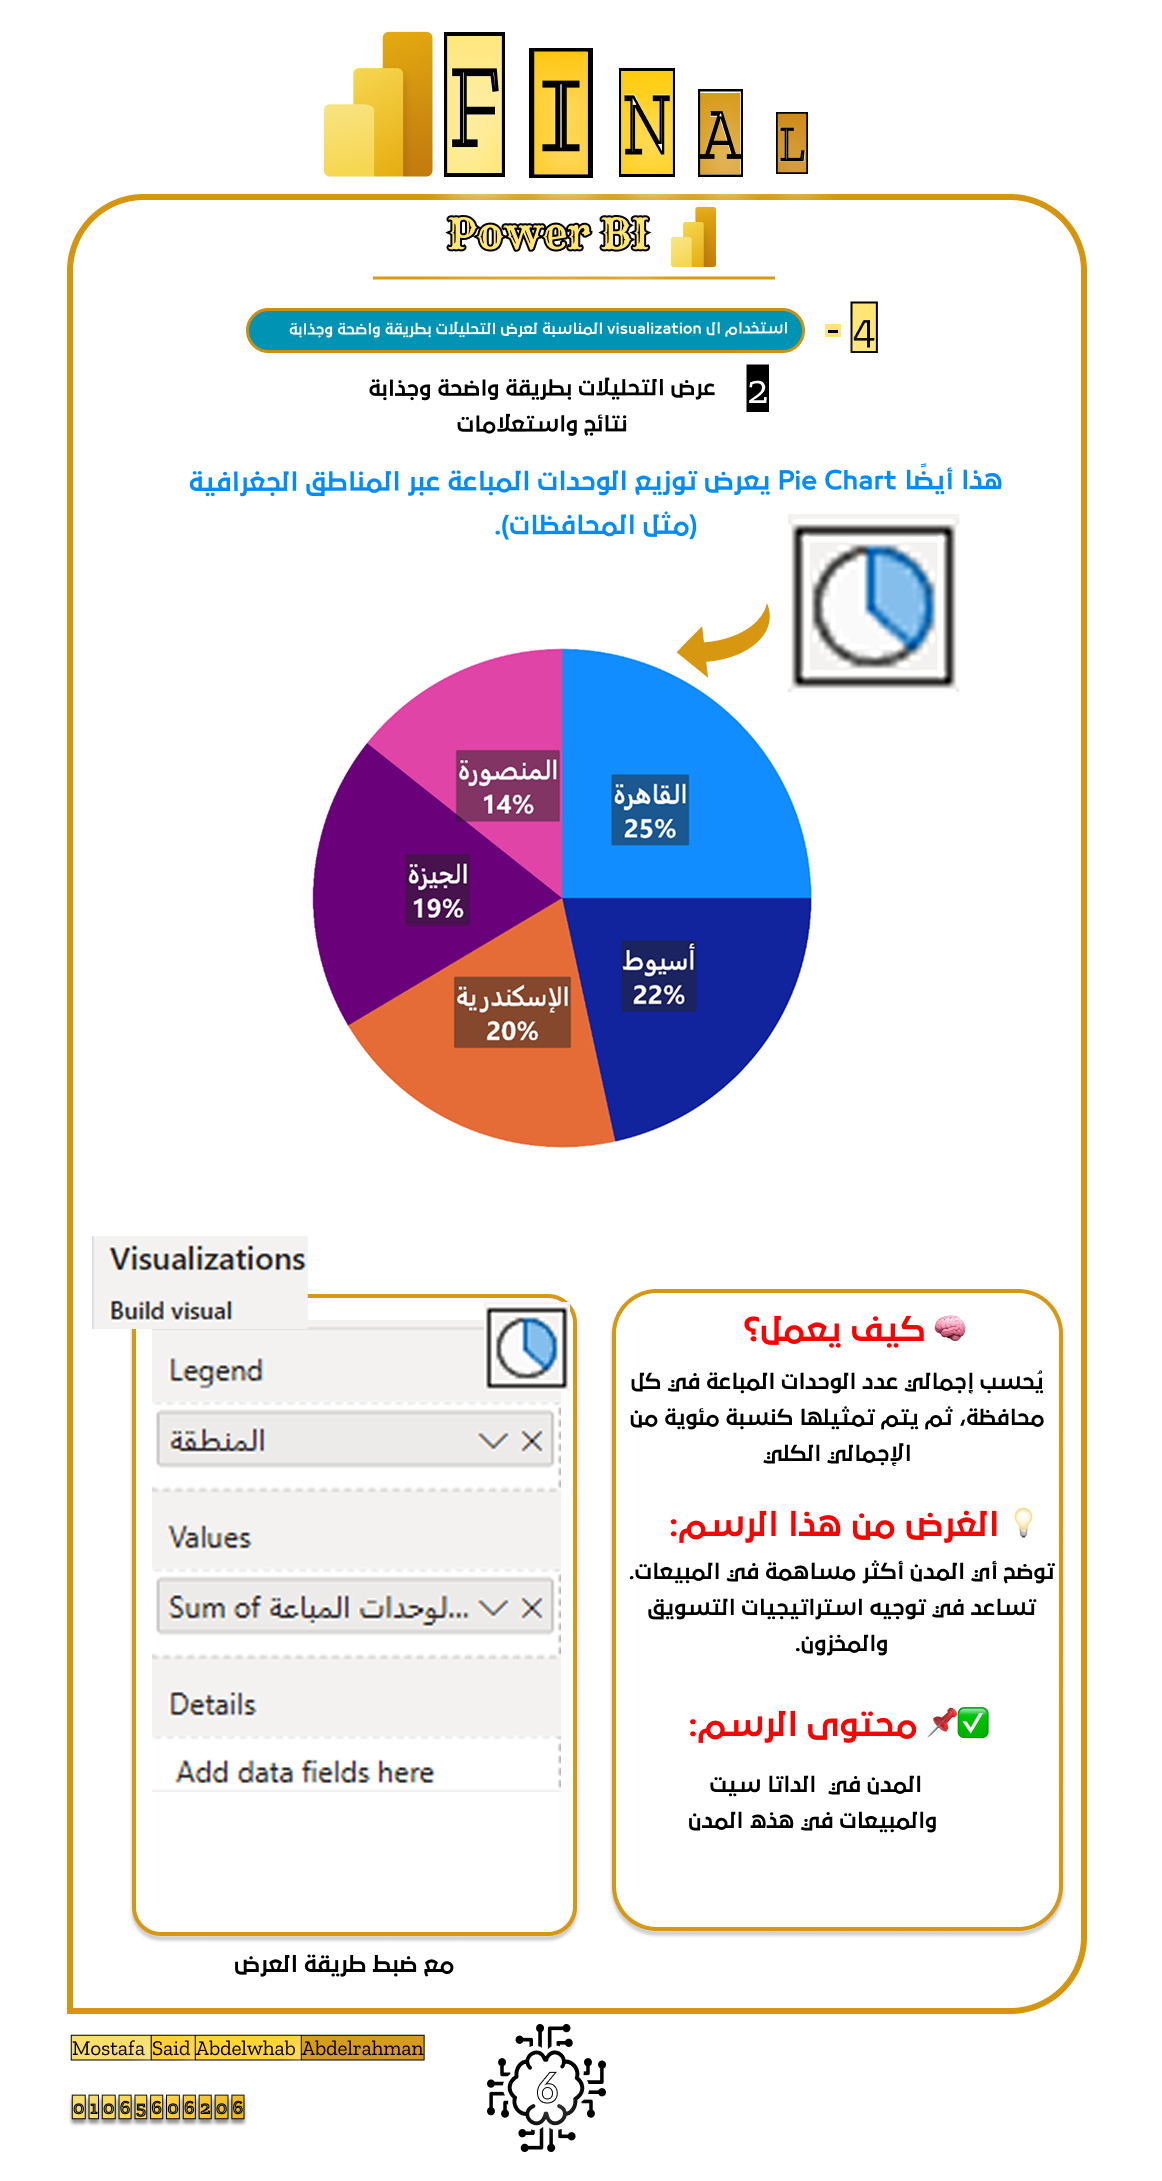 FINAL
Power BI
4 -
استخدام ال visualization المناسبة لعرض التحليلات بطريقة واضحة وجذابة
2
عرض التحليلات بطريقة واضحة وجذابة
نتائج واستعلامات
هذا أيضًا Pie Chart يعرض توزيع الوحدات المباعة عبر المناطق الجغرافية
(مثل المحافظات).
المنصورة
14%
القاهرة
25%
الجيزة
19%
أسيوط
22%
الإسكندرية
20%
Visualizations
Build visual
Legend
المنطقة
Values
Sum of لوحدات المباعة...
Details
Add data fields here
🧠 كيف يعمل؟
يُحسب إجمالي عدد الوحدات المباعة في كل
محافظة، ثم يتم تمثيلها كنسبة مئوية من
الإجمالي الكلي
💡 الغرض من هذا الرسم:
توضح أي المدن أكثر مساهمة في المبيعات.
تساعد في توجيه استراتيجيات التسويق
والمخزون.
✅📌 محتوى الرسم:
المدن في الداتا سيت
والمبيعات في هذه المدن
مع ضبط طريقة العرض
Mostafa Said Abdelwhab Abdelrahman
01065606206
6